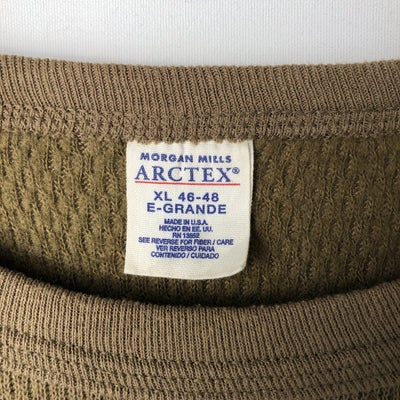 MORGAN MILLS
ARCTEX®
XL 46-48
E-GRANDE
MADE IN U.S.A.
HECHO EN EE. UU.
RN 13852
SEE REVERSE FOR FIBER / CARE
VER REVERSO PARA
CONTENIDO / CUIDADO